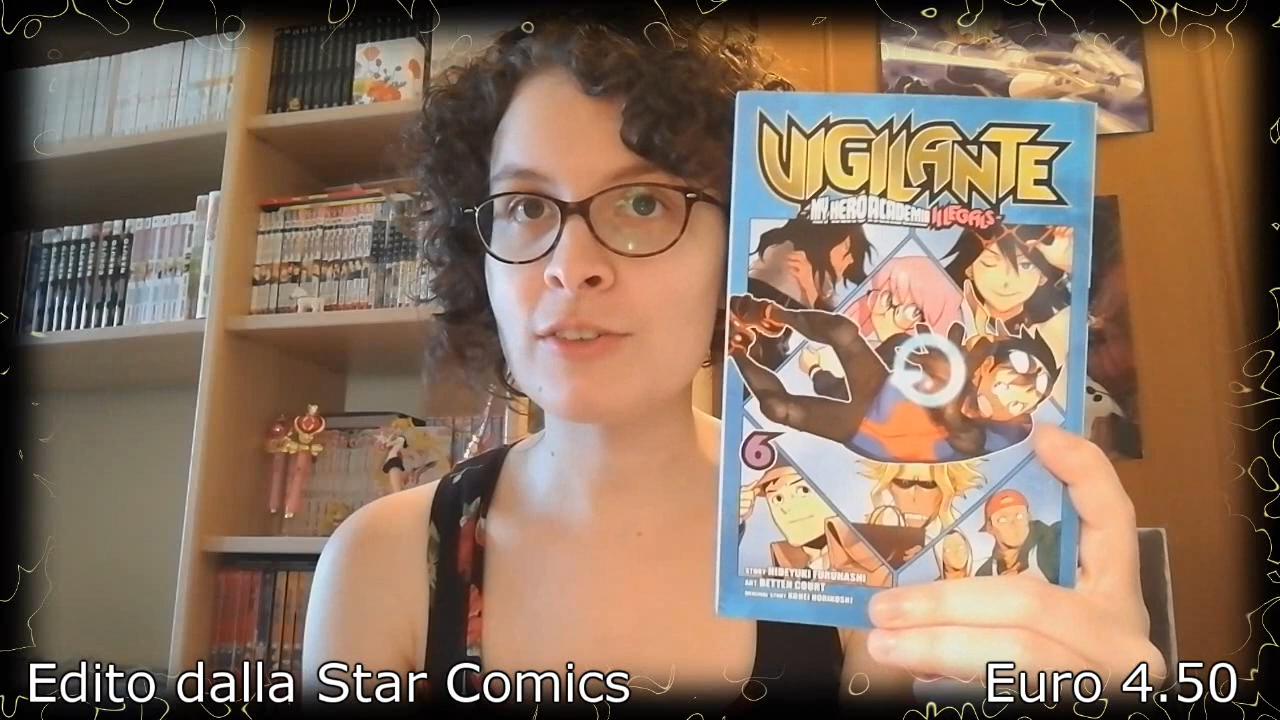 VIGILANTE
MY HERO ACADEMIA ILLEGALS
6
STORY HIDEYUKI FURUHASHI
ART BETTEN COURT
ORIGINAL STORY KOHEI HORIKOSHI
Edito dalla Star Comics
Euro 4.50